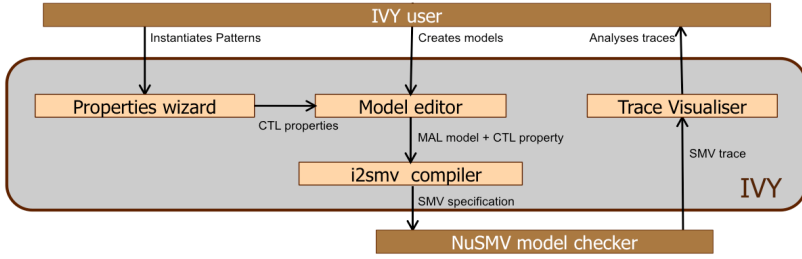 IVY user
Instantiates Patterns
Creates models
Analyses traces
Properties wizard
CTL properties
Model editor
Trace Visualiser
MAL model + CTL property
SMV trace
i2smv compiler
IVY
SMV specification
NuSMV model checker